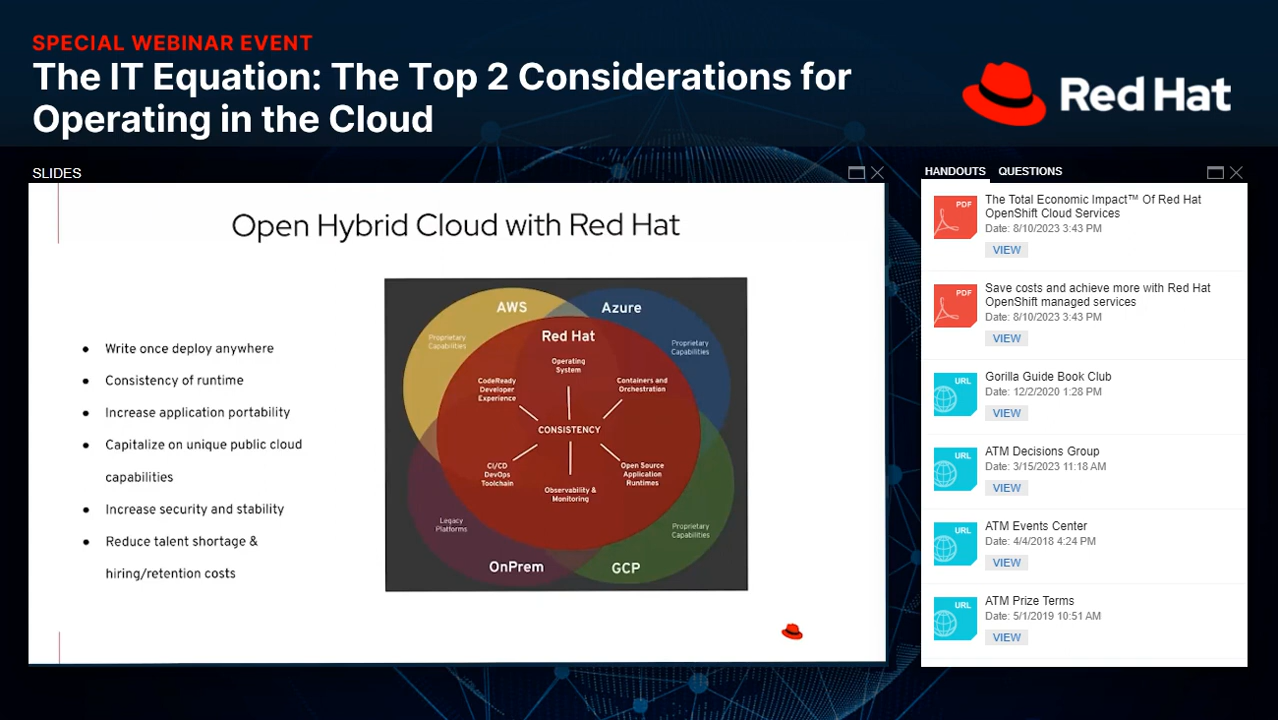 SPECIAL WEBINAR EVENT
The IT Equation: The Top 2 Considerations for
Operating in the Cloud
Red Hat
SLIDES
Open Hybrid Cloud with Red Hat
Write once deploy anywhere
Consistency of runtime
Increase application portability
Capitalize on unique public cloud
capabilities
Increase security and stability
Reduce talent shortage &
hiring/retention costs
AWS
Azure
Proprietary
Capabilities
Red Hat
Proprietary
Capabilities
Operating
System
CodeReady
Developer
Experience
Containers and
Orchestration
CONSISTENCY
CI/CD
DevOps
Toolchain
Observability &
Monitoring
Open Source
Application
Runtimes
Legacy
Platforms
Proprietary
Capabilities
OnPrem
GCP
HANDOUTS
QUESTIONS
PDF
The Total Economic Impact™ Of Red Hat
OpenShift Cloud Services
Date: 8/10/2023 3:43 PM
VIEW
PDF
Save costs and achieve more with Red Hat
OpenShift managed services
Date: 8/10/2023 3:43 PM
VIEW
URL
Gorilla Guide Book Club
Date: 12/2/2020 1:28 PM
VIEW
URL
ATM Decisions Group
Date: 3/15/2023 11:18 AM
VIEW
URL
ATM Events Center
Date: 4/4/2018 4:24 PM
VIEW
URL
ATM Prize Terms
Date: 5/1/2019 10:51 AM
VIEW